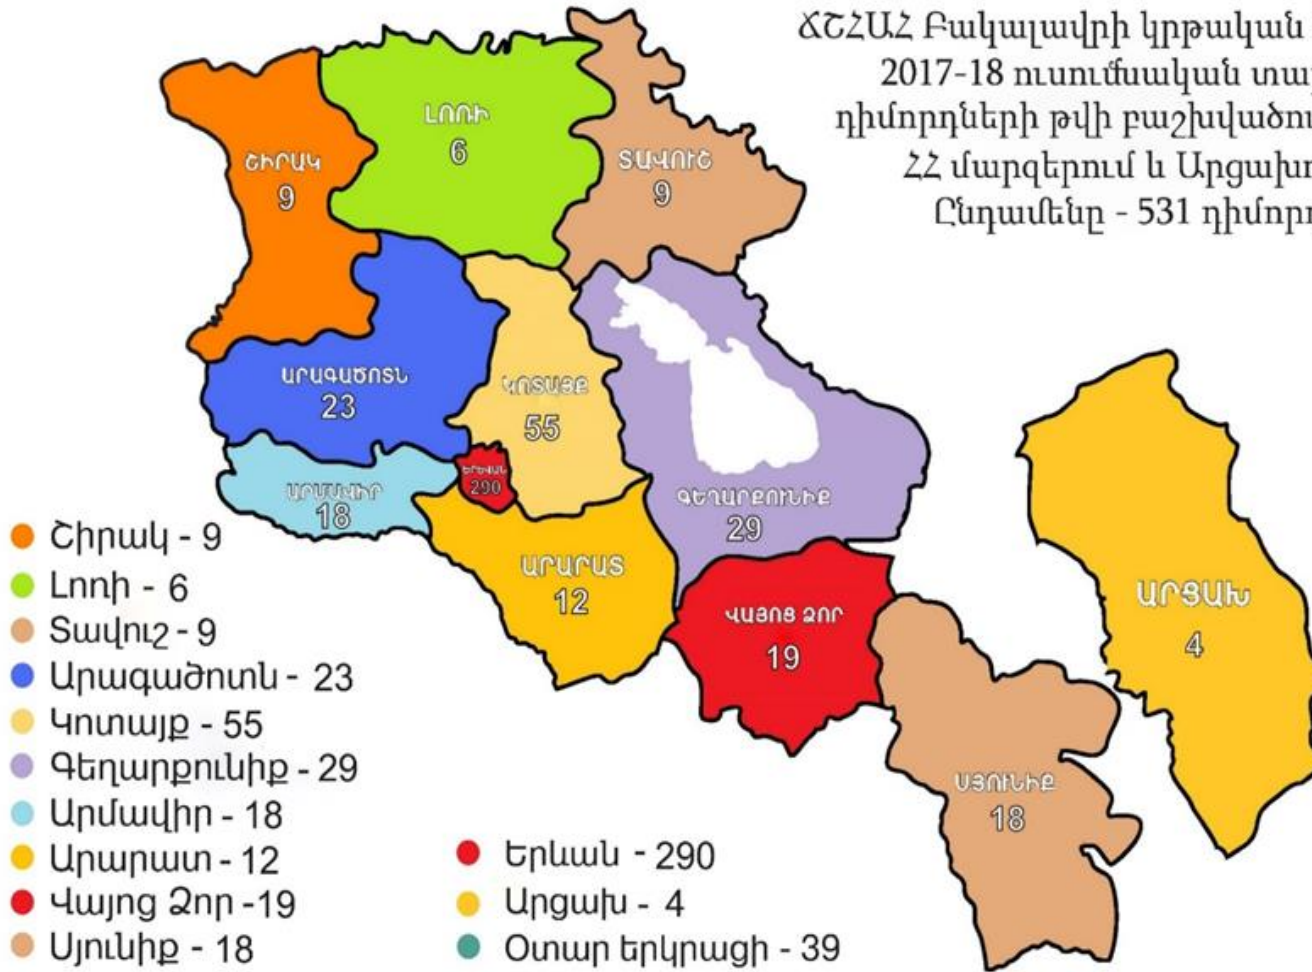 ՃՇՀԱՀ Բակալավրի կրթական
2017-18 ուսումնական տար
դիմորդների թվի բաշխվածու
ՀՀ մարզերում և Արցախո
Ընդամենը - 531 դիմորդ
ԼՈՌԻ
6
ՇԻՐԱԿ
9
ՏԱՎՈՒՇ
9
ԱՐԱԳԱԾՈՏՆ
23
ԿՈՏԱՅՔ
55
ԵՐԵՎԱՆ
290
ԱՐՄԱՎԻՐ
18
ԳԵՂԱՐՔՈՒՆԻՔ
29
ԱՐԱՐԱՏ
12
ՎԱՅՈՑ ՁՈՐ
19
ԱՐՑԱԽ
4
ՍՅՈՒՆԻՔ
18
Շիրակ - 9
Լոռի - 6
Տավուշ - 9
Արագածոտն - 23
Կոտայք - 55
Գեղարքունիք - 29
Արմավիր - 18
Արարատ - 12
Վայոց Ձոր -19
Սյունիք - 18
Երևան - 290
Արցախ - 4
Օտար երկրացի - 39